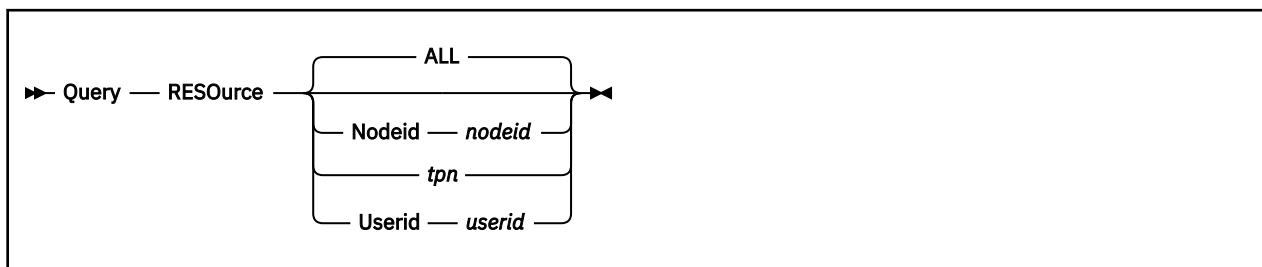 ALL
Query RESOurce
Nodeid nodeid
tpn
Userid userid